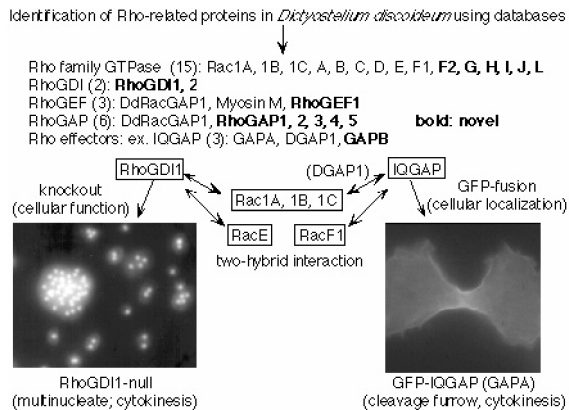 Identification of Rho-related proteins in Dictyostelium discoideum using databases
Rho family GTPase (15): Rac1A, 1B, 1C, A, B, C, D, E, F1, F2, G, H, I, J, L
RhoGDI (2): RhoGDI1, 2
RhoGEF (3): DdRacGAP1, Myosin M, RhoGEF1
RhoGAP (6): DdRacGAP1, RhoGAP1, 2, 3, 4, 5 bold: novel
Rho effectors: ex. IQGAP (3): GAPA, DGAP1, GAPB
RhoGDI1 (DGAP1) IQGAP
knockout
(cellular function)
Rac1A, 1B, 1C
GFP-fusion
(cellular localization)
RacE RacF1
two-hybrid interaction
RhoGDI1-null
(multinucleate; cytokinesis)
GFP-IQGAP (GAPA)
(cleavage furrow, cytokinesis)